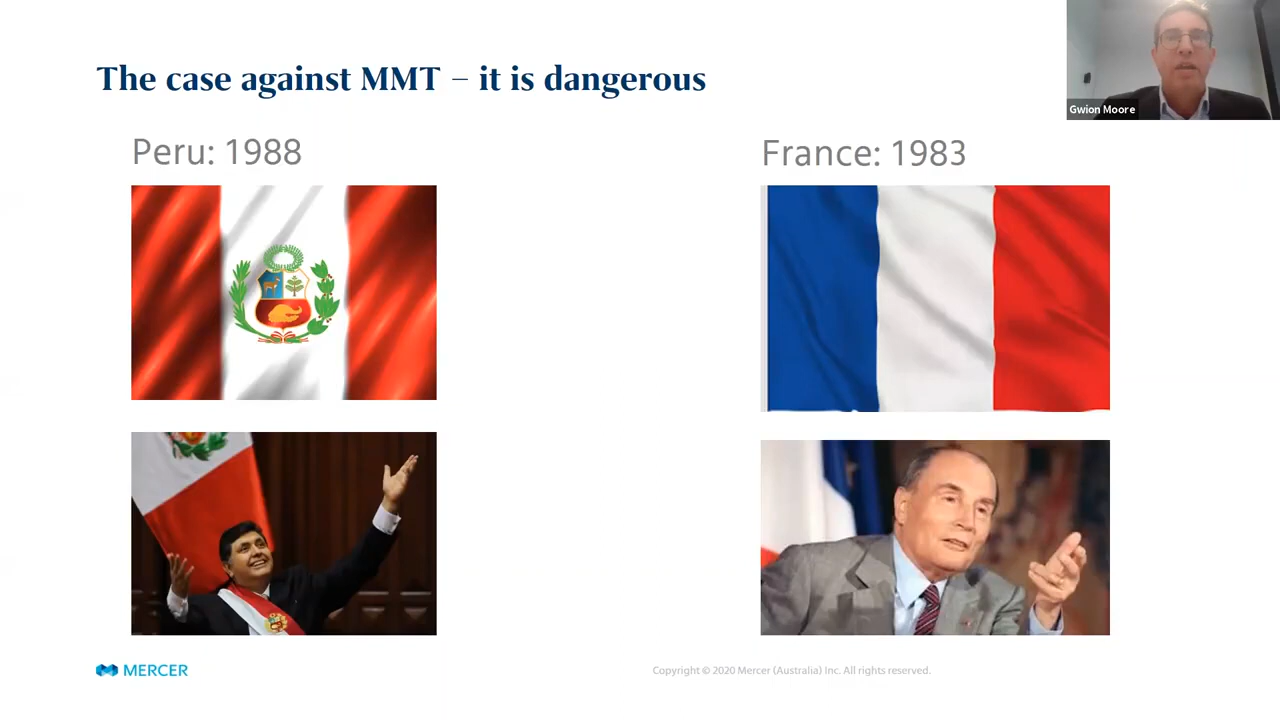 The case against MMT – it is dangerous
Gwion Moore
Peru: 1988
France: 1983
MERCER
Copyright © 2020 Mercer (Australia) Inc. All rights reserved.